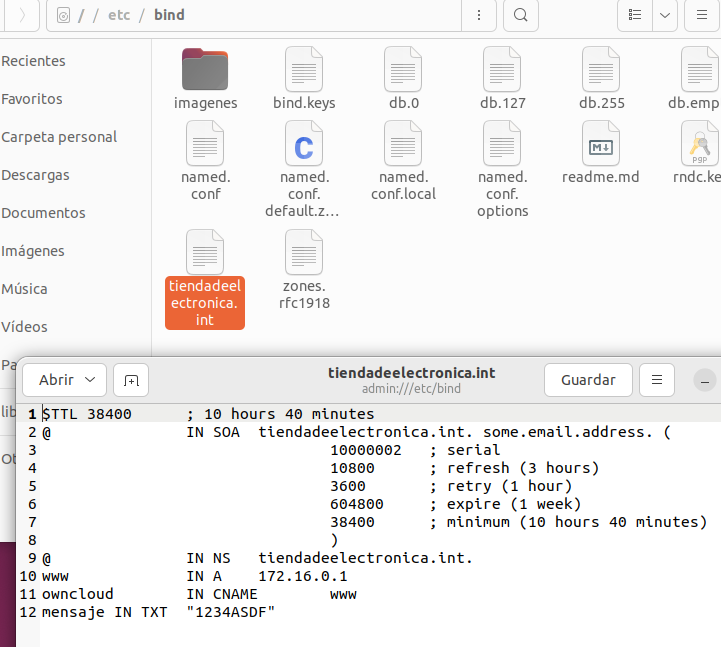 / / etc / bind
Recientes
Favoritos
Carpeta personal
Descargas
Documentos
Imágenes
Música
Vídeos
Pa
lib
Ot
imagenes
bind.keys
db.0
db.127
db.255
db.emp
named.
conf
C
named.
conf.
default.z...
named.
conf.local
named.
conf.
options
M
readme.md
pgp
rndc.ke
tiendadeel
ectronica.
int
zones.
rfc1918
Abrir
tiendadeelectronica.int
admin:///etc/bind
Guardar
1 $TTL 38400 ; 10 hours 40 minutes
2 @ IN SOA tiendadeelectronica.int. some.email.address. (
3 10000002 ; serial
4 10800 ; refresh (3 hours)
5 3600 ; retry (1 hour)
6 604800 ; expire (1 week)
7 38400 ; minimum (10 hours 40 minutes)
8 )
9 @ IN NS tiendadeelectronica.int.
10 www IN A 172.16.0.1
11 owncloud IN CNAME www
12 mensaje IN TXT "1234ASDF"